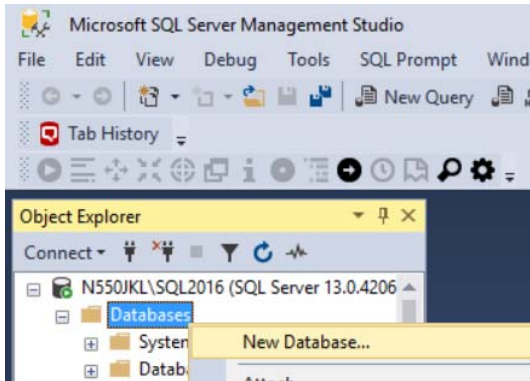 Microsoft SQL Server Management Studio
File Edit View Debug Tools SQL Prompt
New Query
Tab History
Object Explorer
Connect
N550JKL\SQL2016 (SQL Server 13.0.4206
Databases
System
New Database...